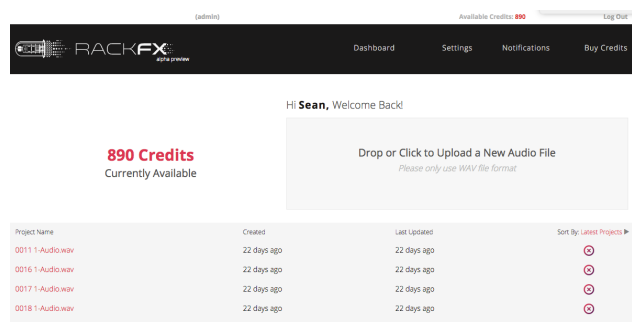 (admin) Available Credits: 890 Log Out
RACKFX
alpha preview
Dashboard Settings Notifications Buy Credits
Hi Sean, Welcome Back!
890 Credits
Currently Available
Drop or Click to Upload a New Audio File
Please only use WAV file format
Project Name Created Last Updated Sort By: Latest Projects ▶
0011 1-Audio.wav 22 days ago 22 days ago
0016 1-Audio.wav 22 days ago 22 days ago
0017 1-Audio.wav 22 days ago 22 days ago
0018 1-Audio.wav 22 days ago 22 days ago